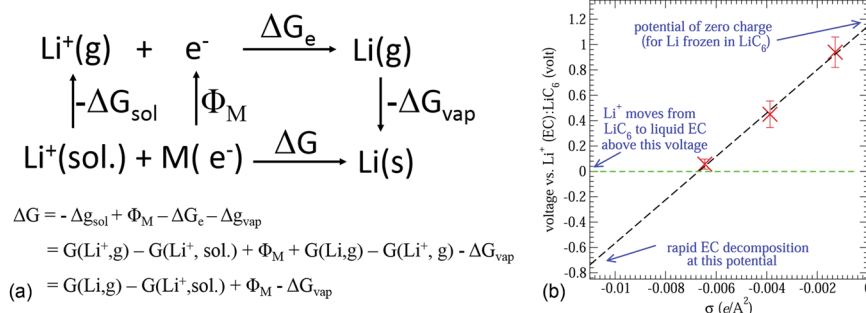 Li⁺(g) + e⁻ ΔGₑ Li(g)
-ΔG_sol Φ_M -ΔG_vap
Li⁺(sol.) + M( e⁻) ΔG Li(s)
ΔG = - Δg_sol + Φ_M – ΔGₑ – Δg_vap
= G(Li⁺,g) – G(Li⁺, sol.) + Φ_M + G(Li,g) – G(Li⁺, g) - ΔG_vap
= G(Li,g) – G(Li⁺,sol.) + Φ_M - ΔG_vap
(a)
voltage vs. Li⁺ (EC):LiC₆ (volt)
1.2
1
0.8
0.6
0.4
0.2
0
-0.2
-0.4
-0.6
-0.8
potential of zero charge
(for Li frozen in LiC₆)
Li⁺ moves from
LiC₆ to liquid EC
above this voltage
rapid EC decomposition
at this potential
-0.01 -0.008 -0.006 -0.004 -0.002 0
σ (e/A²)
(b)